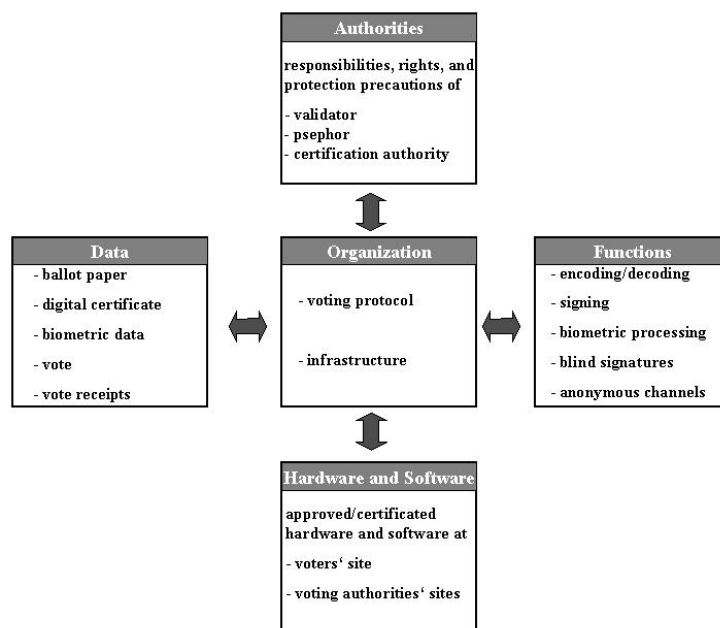 Authorities
responsibilities, rights, and
protection precautions of
- validator
- psephor
- certification authority
Data
- ballot paper
- digital certificate
- biometric data
- vote
- vote receipts
Organization
- voting protocol
- infrastructure
Functions
- encoding/decoding
- signing
- biometric processing
- blind signatures
- anonymous channels
Hardware and Software
approved/certificated
hardware and software at
- voters‘ site
- voting authorities‘ sites